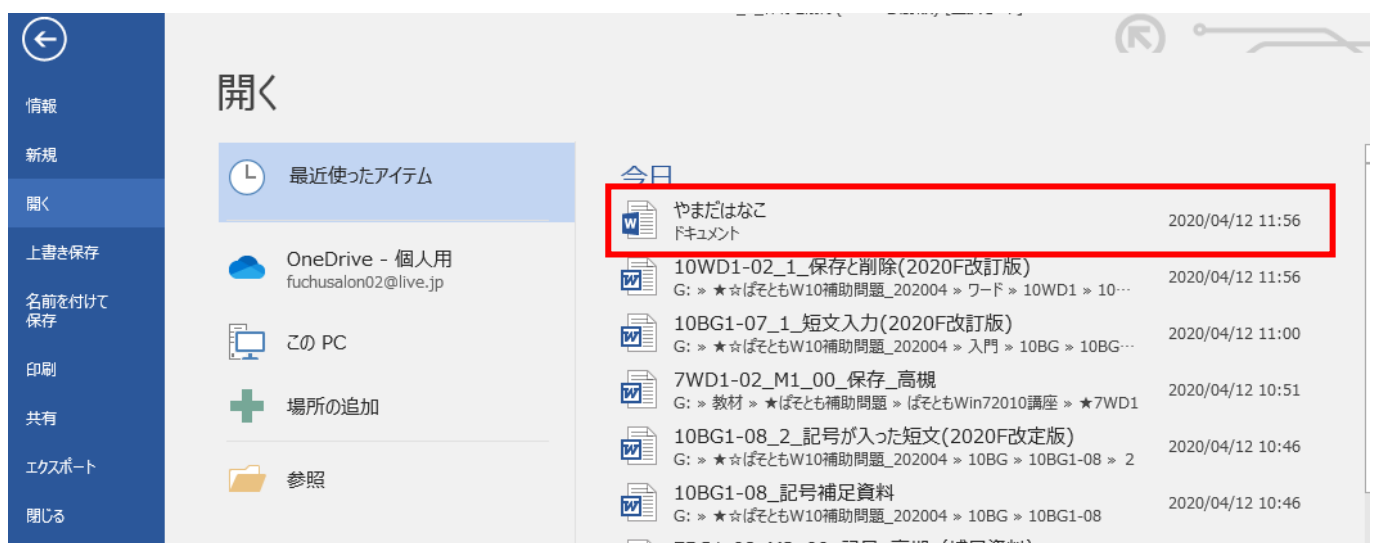 情報
新規
開く
上書き保存
名前を付けて
保存
印刷
共有
エクスポート
閉じる
開く
最近使ったアイテム
OneDrive - 個人用
fuchusalon02@live.jp
この PC
場所の追加
参照
今日
やまだはなこ
ドキュメント
2020/04/12 11:56
10WD1-02_1_保存と削除(2020F改訂版)
G: » ★☆ぱそともW10補助問題_202004 » ワード » 10WD1 » 10…
2020/04/12 11:56
10BG1-07_1_短文入力(2020F改訂版)
G: » ★☆ぱそともW10補助問題_202004 » 入門 » 10BG » 10BG…
2020/04/12 11:00
7WD1-02_M1_00_保存_高槻
G: » 教材 » ★ぱそとも補助問題 » ぱそともWin72010講座 » ★7WD1
2020/04/12 10:51
10BG1-08_2_記号が入った短文(2020F改定版)
G: » ★☆ぱそともW10補助問題_202004 » 10BG » 10BG1-08 » 2
2020/04/12 10:46
10BG1-08_記号補足資料
G: » ★☆ぱそともW10補助問題_202004 » 10BG » 10BG1-08
2020/04/12 10:46